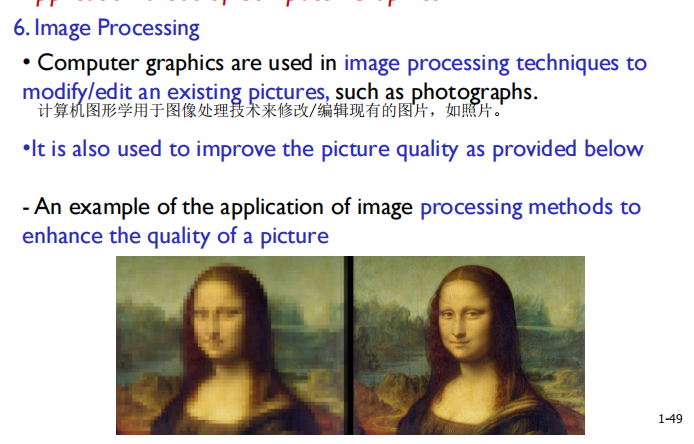 6. Image Processing
• Computer graphics are used in image processing techniques to
modify/edit an existing pictures, such as photographs.
计算机图形学用于图像处理技术来修改/编辑现有的图片，如照片。
•It is also used to improve the picture quality as provided below
- An example of the application of image processing methods to
enhance the quality of a picture
1-49